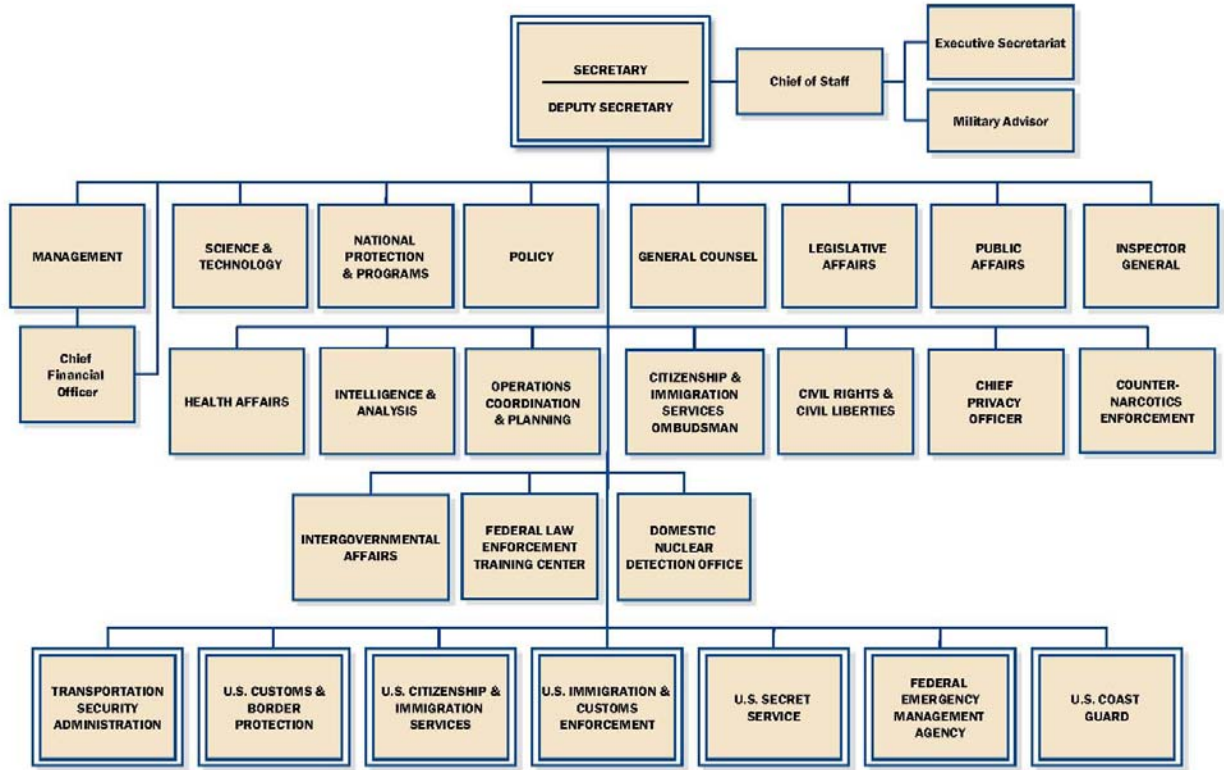 SECRETARY
DEPUTY SECRETARY
Chief of Staff
Executive Secretariat
Military Advisor
MANAGEMENT
SCIENCE &
TECHNOLOGY
NATIONAL
PROTECTION
& PROGRAMS
POLICY
GENERAL COUNSEL
LEGISLATIVE
AFFAIRS
PUBLIC
AFFAIRS
INSPECTOR
GENERAL
Chief
Financial
Officer
HEALTH AFFAIRS
INTELLIGENCE &
ANALYSIS
OPERATIONS
COORDINATION
& PLANNING
CITIZENSHIP &
IMMIGRATION
SERVICES
OMBUDSMAN
CIVIL RIGHTS &
CIVIL LIBERTIES
CHIEF
PRIVACY
OFFICER
COUNTER-
NARCOTICS
ENFORCEMENT
INTERGOVERNMENTAL
AFFAIRS
FEDERAL LAW
ENFORCEMENT
TRAINING CENTER
DOMESTIC
NUCLEAR
DETECTION OFFICE
TRANSPORTATION
SECURITY
ADMINISTRATION
U.S. CUSTOMS &
BORDER
PROTECTION
U.S. CITIZENSHIP &
IMMIGRATION
SERVICES
U.S. IMMIGRATION &
CUSTOMS
ENFORCEMENT
U.S. SECRET
SERVICE
FEDERAL
EMERGENCY
MANAGEMENT
AGENCY
U.S. COAST
GUARD